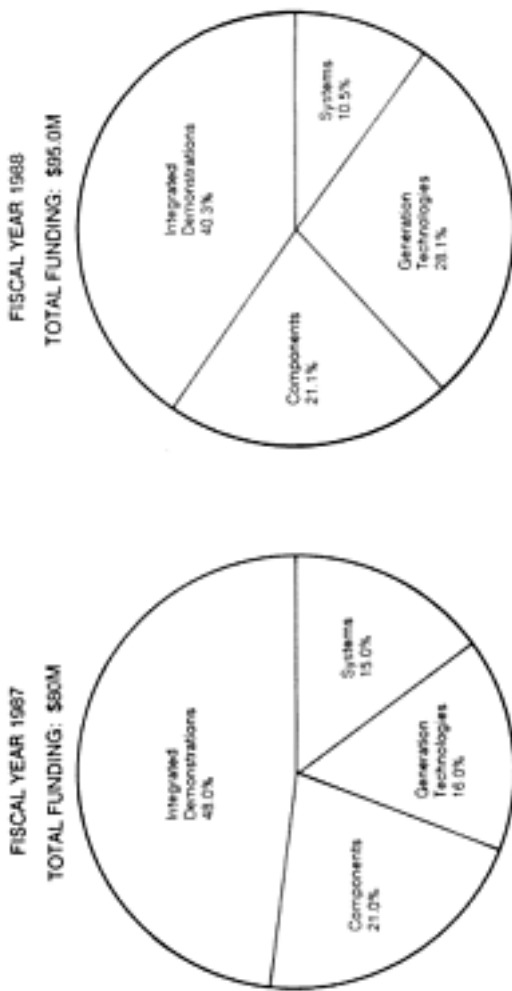 FISCAL YEAR 1987
TOTAL FUNDING: $80M
Integrated
Demonstrations
48.0%
Systems
15.0%
Generation
Technologies
16.0%
Components
21.0%
FISCAL YEAR 1988
TOTAL FUNDING: $95.0M
Integrated
Demonstrations
40.3%
Systems
10.5%
Generation
Technologies
28.1%
Components
21.1%